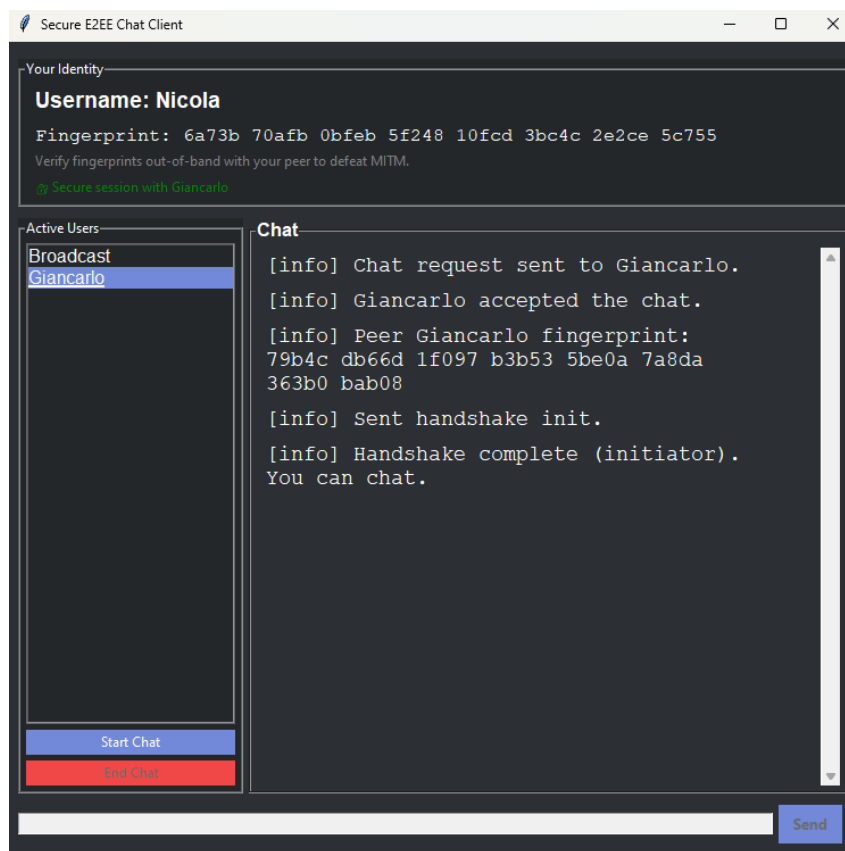 Secure E2EE Chat Client
Your Identity
Username: Nicola
Fingerprint: 6a73b 70afb 0bfeb 5f248 10fcd 3bc4c 2e2ce 5c755
Verify fingerprints out-of-band with your peer to defeat MITM.
Secure session with Giancarlo
Active Users
Broadcast
Giancarlo
Start Chat
End Chat
Chat
[info] Chat request sent to Giancarlo.
[info] Giancarlo accepted the chat.
[info] Peer Giancarlo fingerprint:
79b4c db66d 1f097 b3b53 5be0a 7a8da
363b0 bab08
[info] Sent handshake init.
[info] Handshake complete (initiator).
You can chat.
Send